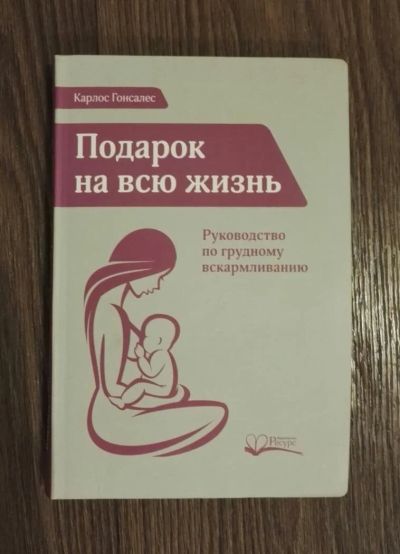 Карлос Гонсалес
Подарок
на всю жизнь
Руководство
по грудному
вскармливанию
Ресурс